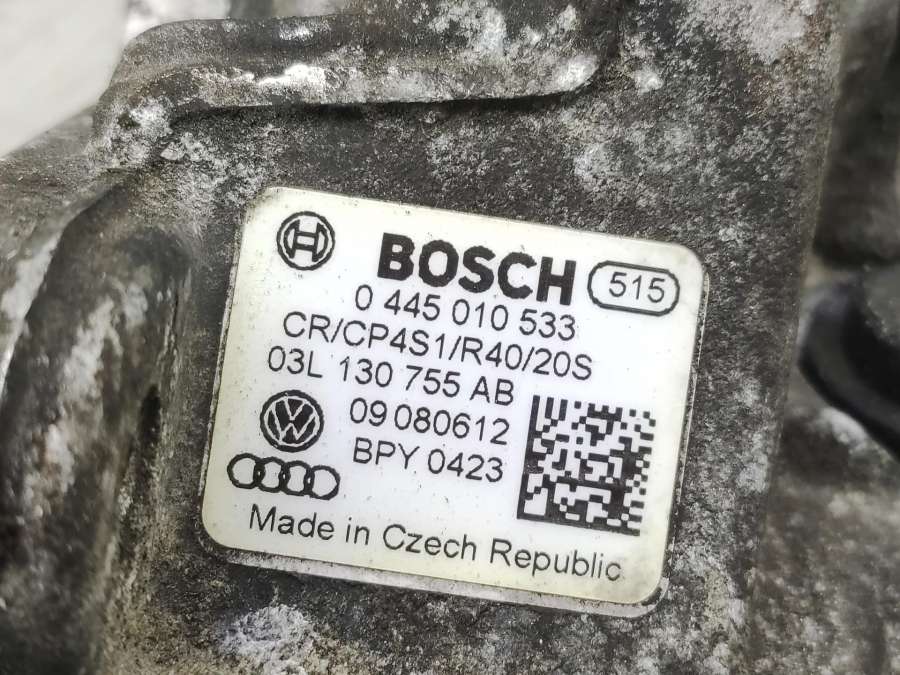 BOSCH 515
0 445 010 533
CR/CP4S1/R40/20S
03L 130 755 AB
09 080612
BPY 0423
Made in Czech Republic